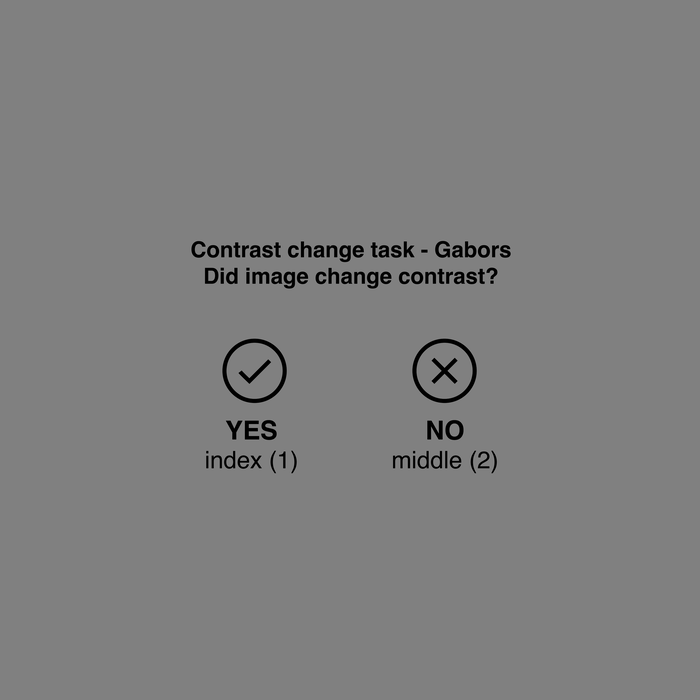 Contrast change task - Gabors
Did image change contrast?
YES NO
index (1) middle (2)